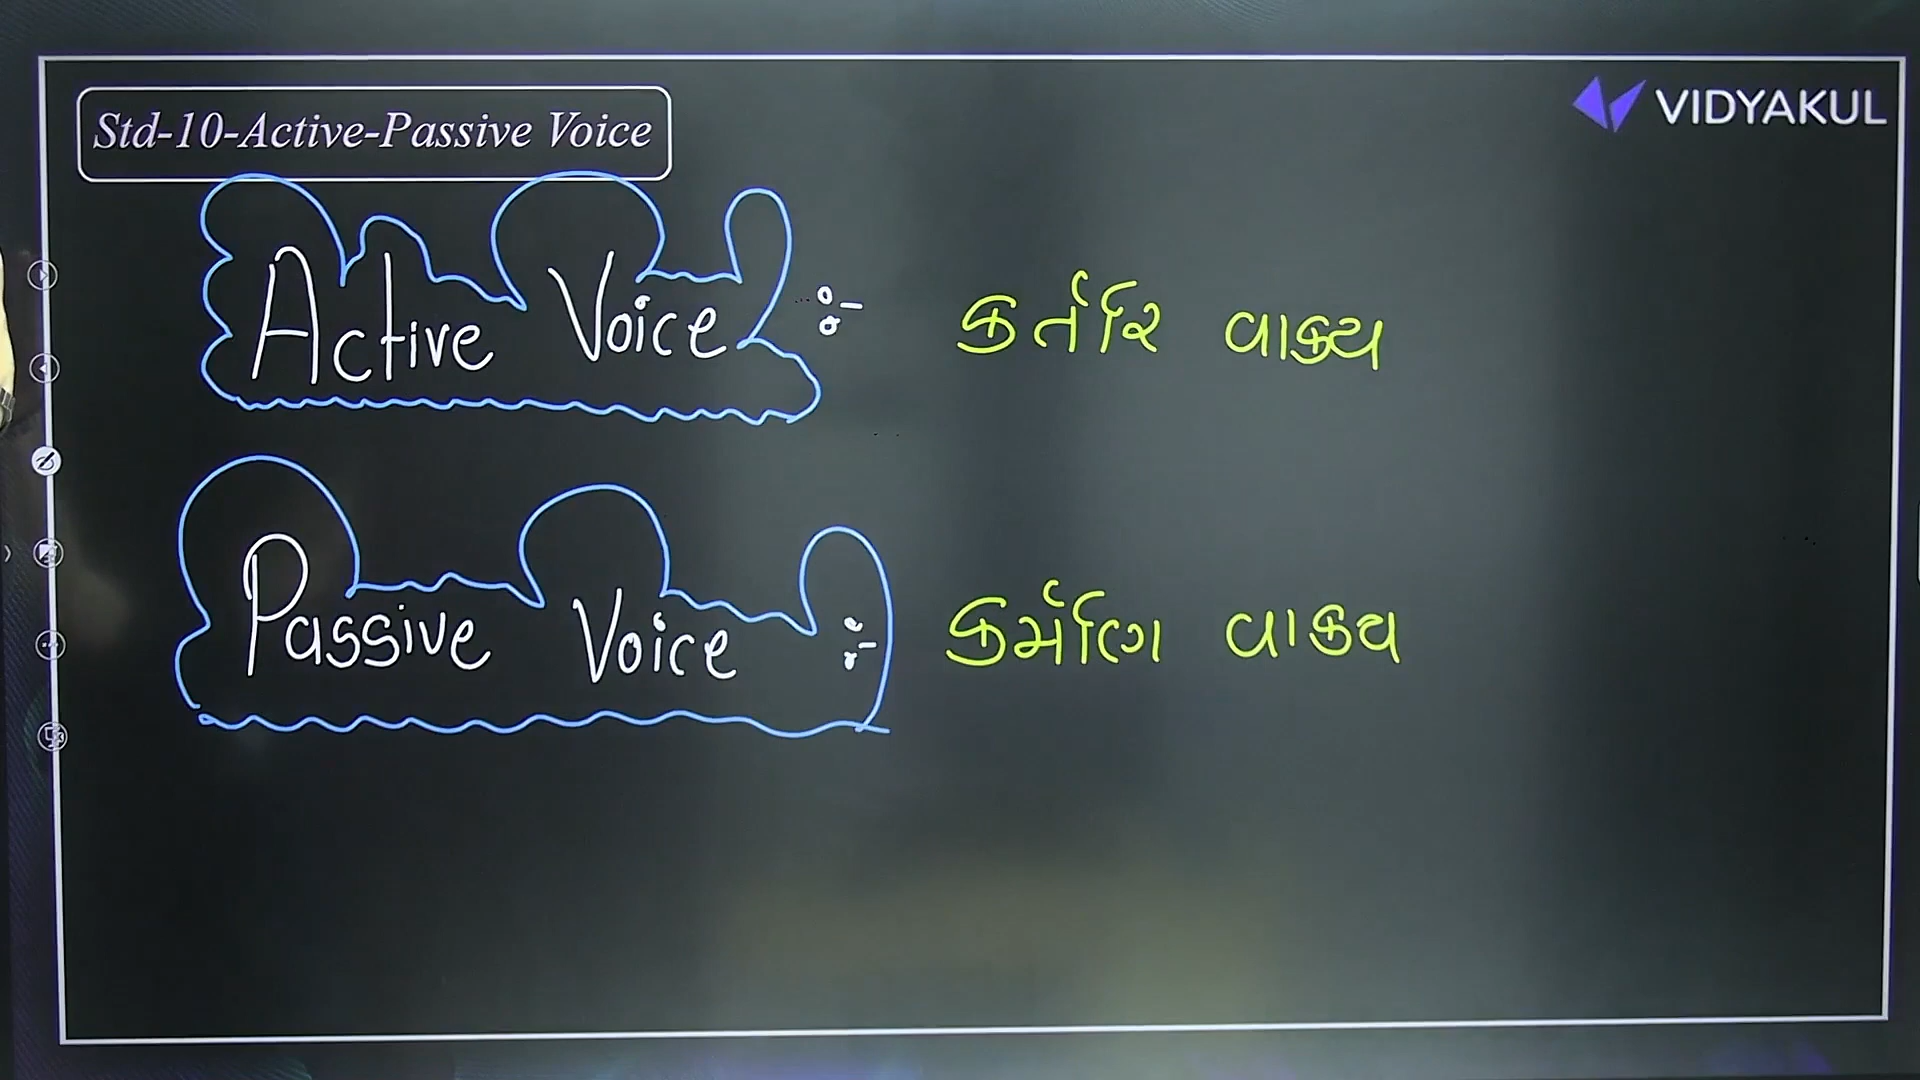 Std-10-Active-Passive Voice
VIDYAKUL
Active Voice :- કર્તરિ વાક્ય
Passive Voice :- કર્મણિ વાક્ય